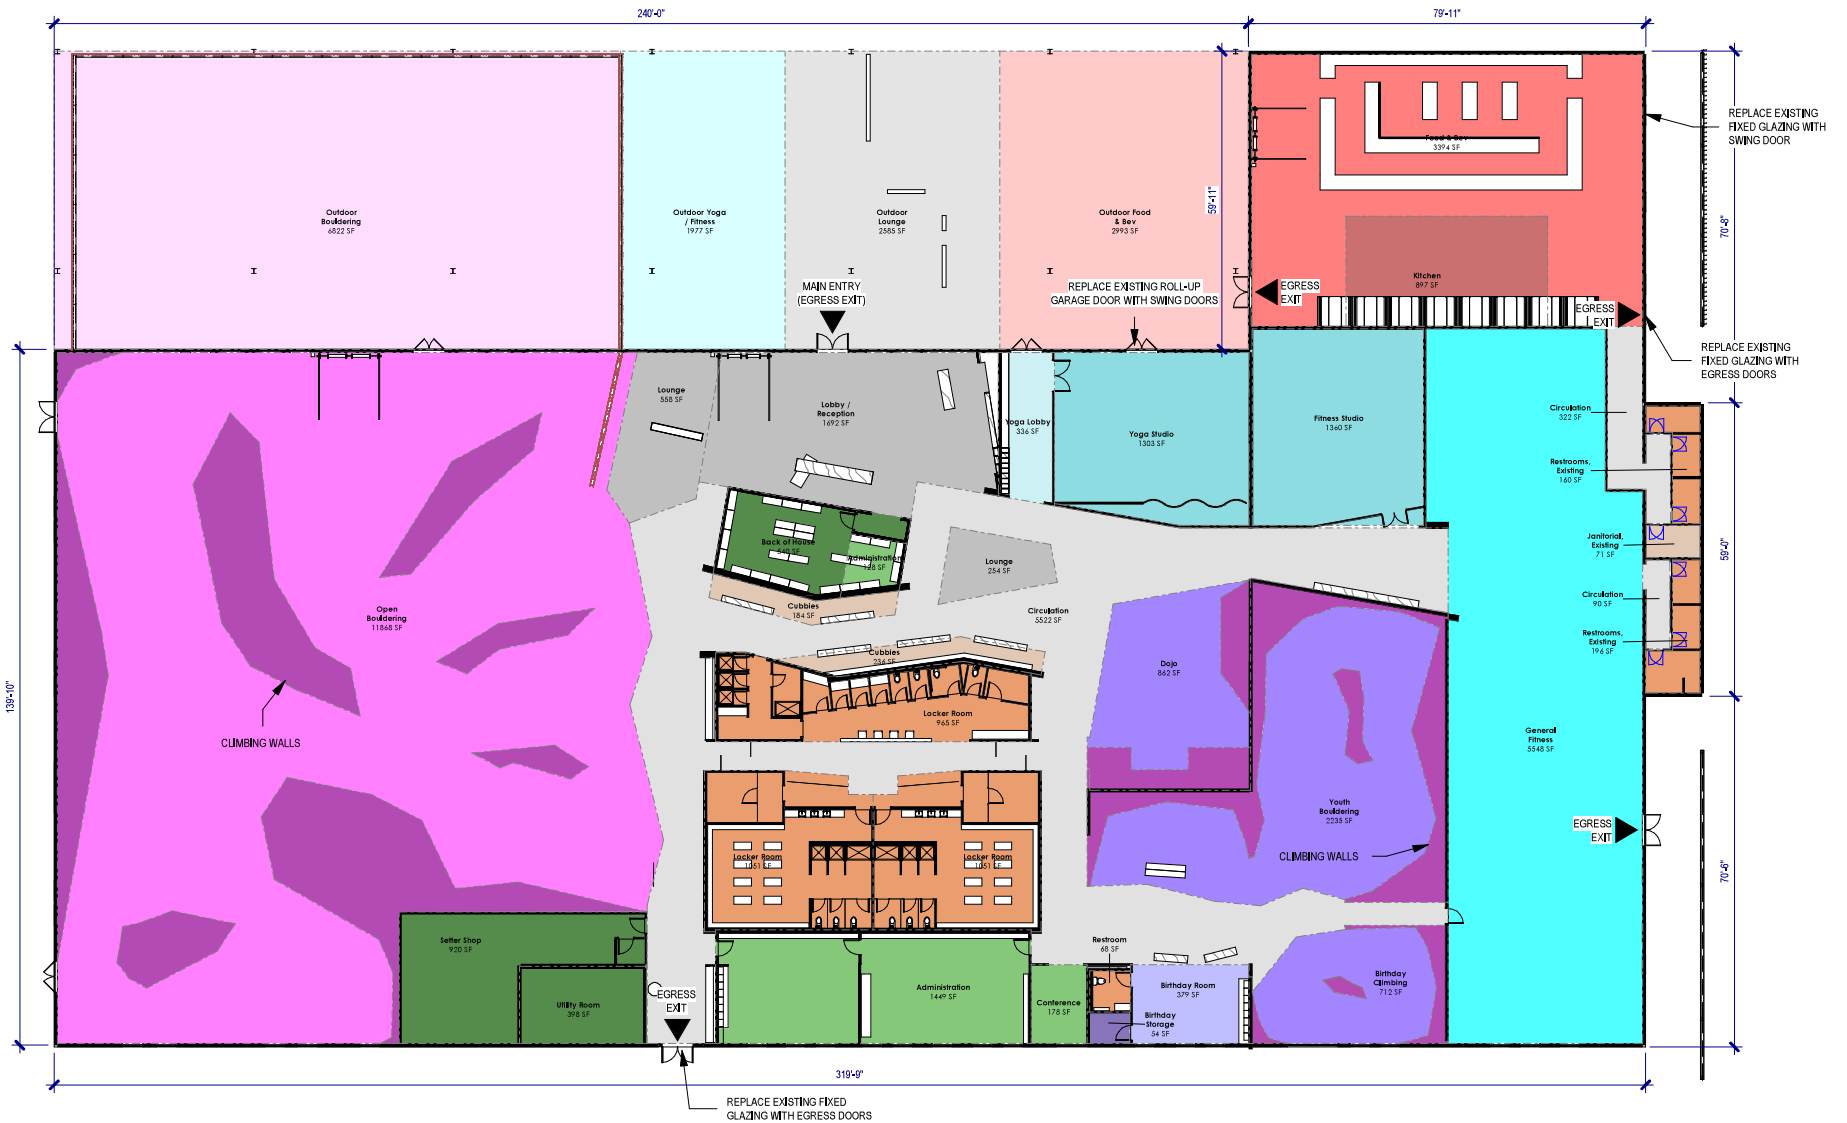 240'-0"
79'-11"
REPLACE EXISTING
FIXED GLAZING WITH
SWING DOOR
Food & Bev
3394 SF
59'-11"
70'-8"
Outdoor
Bouldering
6822 SF
Outdoor Yoga
/ Fitness
1977 SF
Outdoor
Lounge
2585 SF
Outdoor Food
& Bev
2993 SF
MAIN ENTRY
(EGRESS EXIT)
REPLACE EXISTING ROLL-UP
GARAGE DOOR WITH SWING DOORS
EGRESS
EXIT
Kitchen
897 SF
EGRESS
EXIT
REPLACE EXISTING
FIXED GLAZING WITH
EGRESS DOORS
Lounge
558 SF
Lobby /
Reception
1692 SF
Yoga Lobby
336 SF
Yoga Studio
1303 SF
Fitness Studio
1360 SF
Circulation
322 SF
Restrooms,
Existing
160 SF
Janitorial,
Existing
71 SF
59'-0"
Circulation
90 SF
Restrooms,
Existing
196 SF
Back of House
540 SF
Administration
128 SF
Lounge
254 SF
Cubbies
184 SF
Circulation
5522 SF
Open
Bouldering
11868 SF
Cubbies
236 SF
Dojo
862 SF
139'-10"
CLIMBING WALLS
Locker Room
965 SF
General
Fitness
5548 SF
Youth
Bouldering
2235 SF
EGRESS
EXIT
CLIMBING WALLS
70'-6"
Locker Room
1051 SF
Locker Room
1051 SF
Setter Shop
920 SF
Restroom
68 SF
Utility Room
398 SF
EGRESS
EXIT
Administration
1449 SF
Conference
178 SF
Birthday Room
379 SF
Birthday
Storage
54 SF
Birthday
Climbing
712 SF
319'-9"
REPLACE EXISTING FIXED
GLAZING WITH EGRESS DOORS